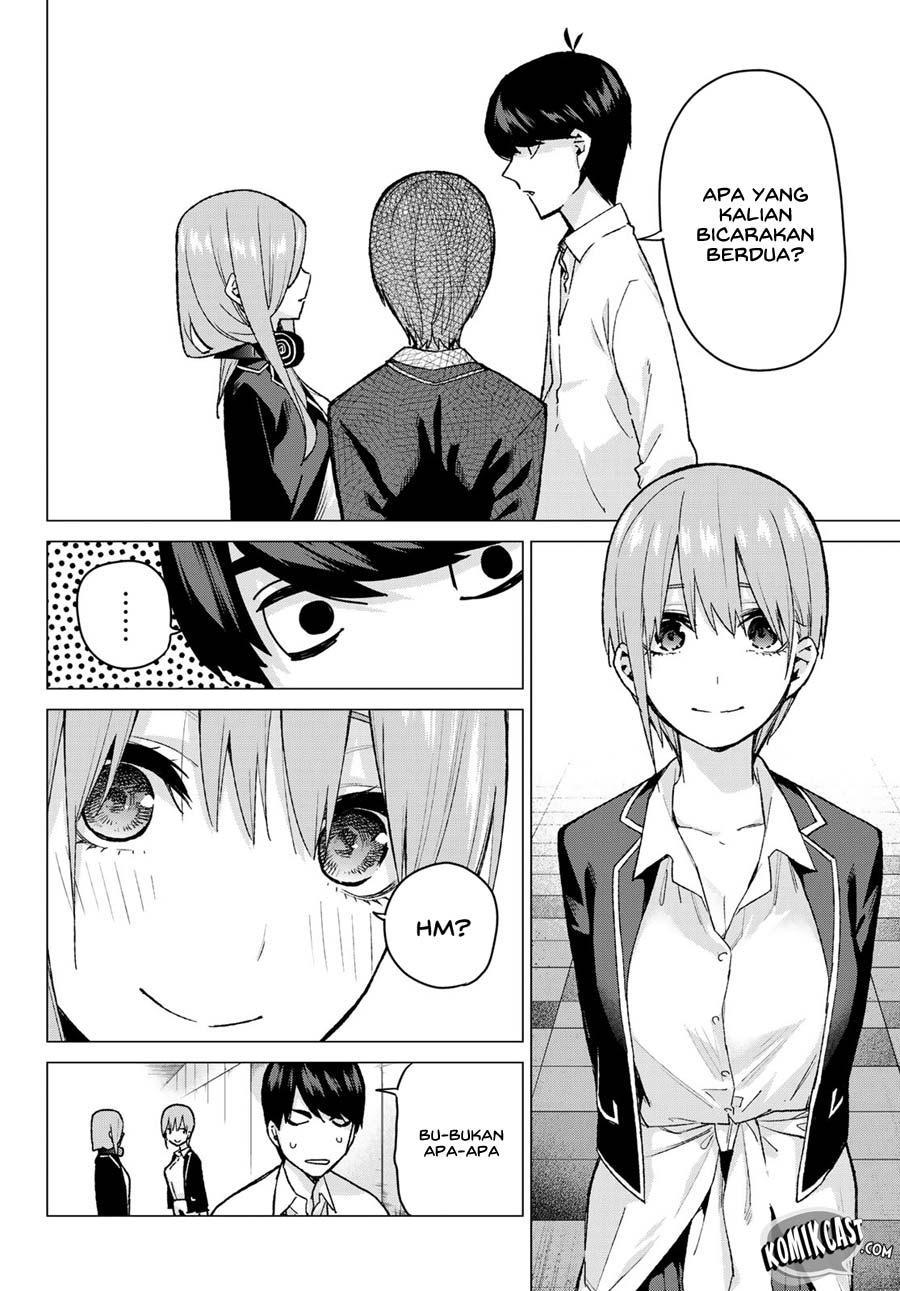 APA YANG
KALIAN
BICARAKAN
BERDUA?
......
HM?
BU-BUKAN
APA-APA
KOMIKCAST
.COM